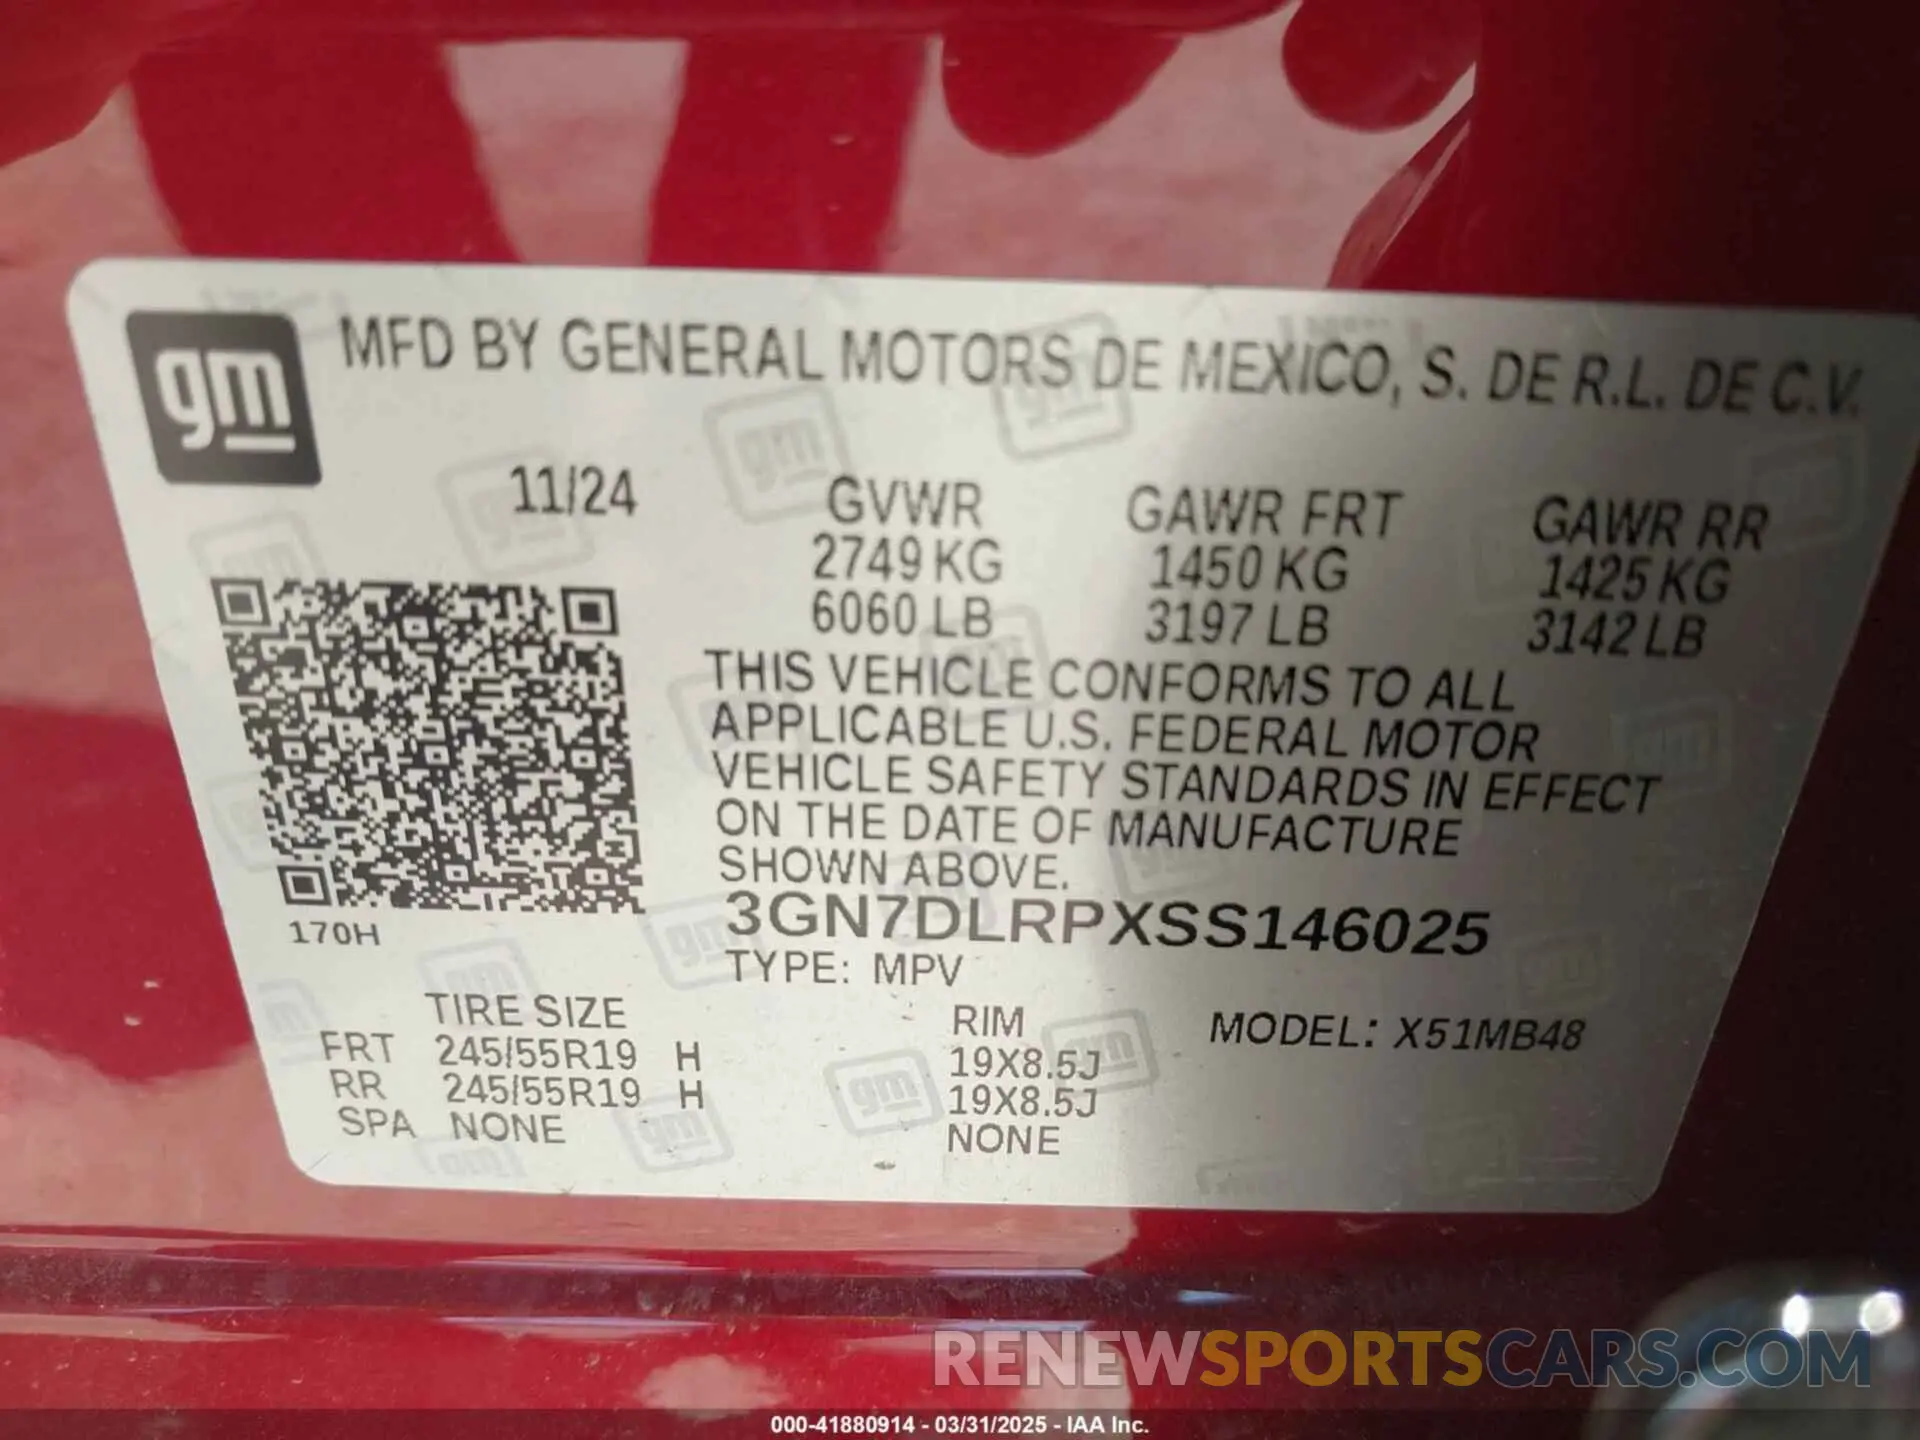 gm
MFD BY GENERAL MOTORS DE MEXICO, S. DE R.L. DE C.V.
11/24
GVWR GAWR FRT GAWR RR
2749 KG 1450 KG 1425 KG
6060 LB 3197 LB 3142 LB
THIS VEHICLE CONFORMS TO ALL
APPLICABLE U.S. FEDERAL MOTOR
VEHICLE SAFETY STANDARDS IN EFFECT
ON THE DATE OF MANUFACTURE
SHOWN ABOVE.
170H
3GN7DLRPXSS146025
TYPE: MPV
TIRE SIZE RIM MODEL: X51MB48
FRT 245/55R19 H 19X8.5J
RR 245/55R19 H 19X8.5J
SPA NONE NONE
RENEWSPORTSCARS.COM
000-41880914 - 03/31/2025 - IAA Inc.